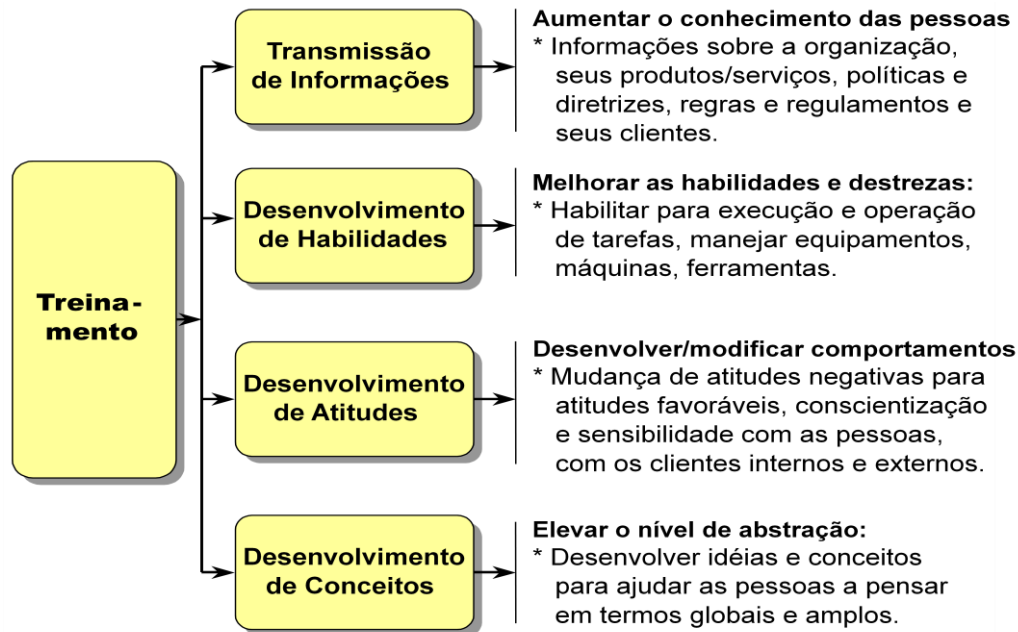 Treina-
mento
Transmissão
de Informações
Aumentar o conhecimento das pessoas
* Informações sobre a organização,
seus produtos/serviços, políticas e
diretrizes, regras e regulamentos e
seus clientes.
Desenvolvimento
de Habilidades
Melhorar as habilidades e destrezas:
* Habilitar para execução e operação
de tarefas, manejar equipamentos,
máquinas, ferramentas.
Desenvolvimento
de Atitudes
Desenvolver/modificar comportamentos
* Mudança de atitudes negativas para
atitudes favoráveis, conscientização
e sensibilidade com as pessoas,
com os clientes internos e externos.
Desenvolvimento
de Conceitos
Elevar o nível de abstração:
* Desenvolver idéias e conceitos
para ajudar as pessoas a pensar
em termos globais e amplos.